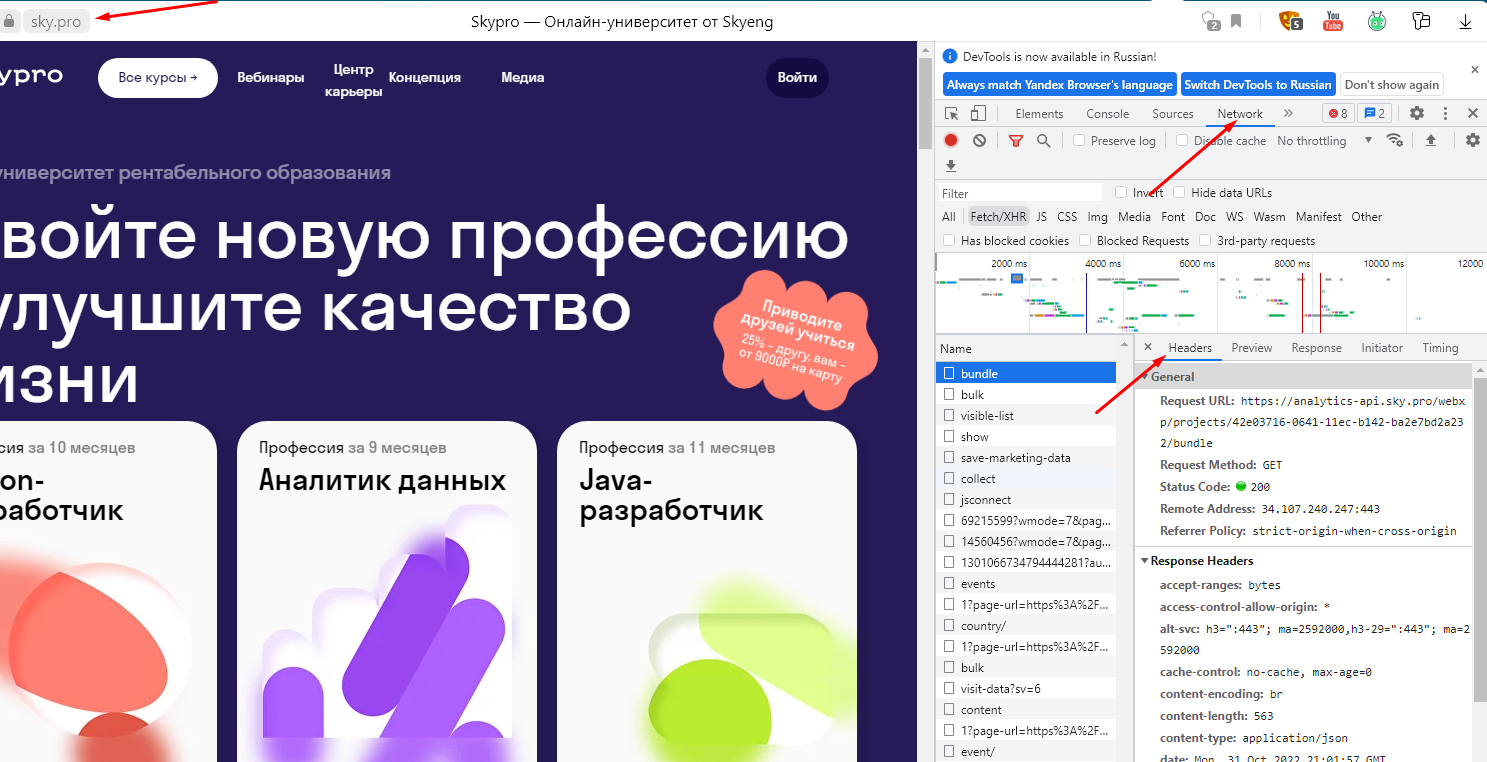 sky.pro
Skypro — Онлайн-университет от Skyeng
2
5
You
Tube
ypro
Все курсы →
Вебинары
Центр
карьеры
Концепция
Медиа
Войти
университет рентабельного образования
войте новую профессию
улучшите качество
изни
Приводите
друзей учиться
25% – другу, вам –
от 9000₽ на карту
сия за 10 месяцев
on-
работчик
Профессия за 9 месяцев
Аналитик данных
Профессия за 11 месяцев
Java-
разработчик
DevTools is now available in Russian!
Always match Yandex Browser's language
Switch DevTools to Russian
Don't show again
Elements
Console
Sources
Network
8
2
Preserve log
Disable cache
No throttling
Filter
Invert
Hide data URLs
All
Fetch/XHR
JS
CSS
Img
Media
Font
Doc
WS
Wasm
Manifest
Other
Has blocked cookies
Blocked Requests
3rd-party requests
2000 ms
4000 ms
6000 ms
8000 ms
10000 ms
12000
Name
bundle
bulk
visible-list
show
save-marketing-data
collect
jsconnect
69215599?wmode=7&pag...
14560456?wmode=7&pag...
1301066734794444281?au...
events
1?page-url=https%3A%2F...
country/
1?page-url=https%3A%2F...
bulk
visit-data?sv=6
content
1?page-url=https%3A%2F...
event/
Headers
Preview
Response
Initiator
Timing
General
Request URL: https://analytics-api.sky.pro/webx
p/projects/42e03716-0641-11ec-b142-ba2e7bd2a23
2/bundle
Request Method: GET
Status Code: 200
Remote Address: 34.107.240.247:443
Referrer Policy: strict-origin-when-cross-origin
Response Headers
accept-ranges: bytes
access-control-allow-origin: *
alt-svc: h3=":443"; ma=2592000,h3-29=":443"; ma=2
592000
cache-control: no-cache, max-age=0
content-encoding: br
content-length: 563
content-type: application/json
date: Mon, 31 Oct 2022 21:01:57 GMT